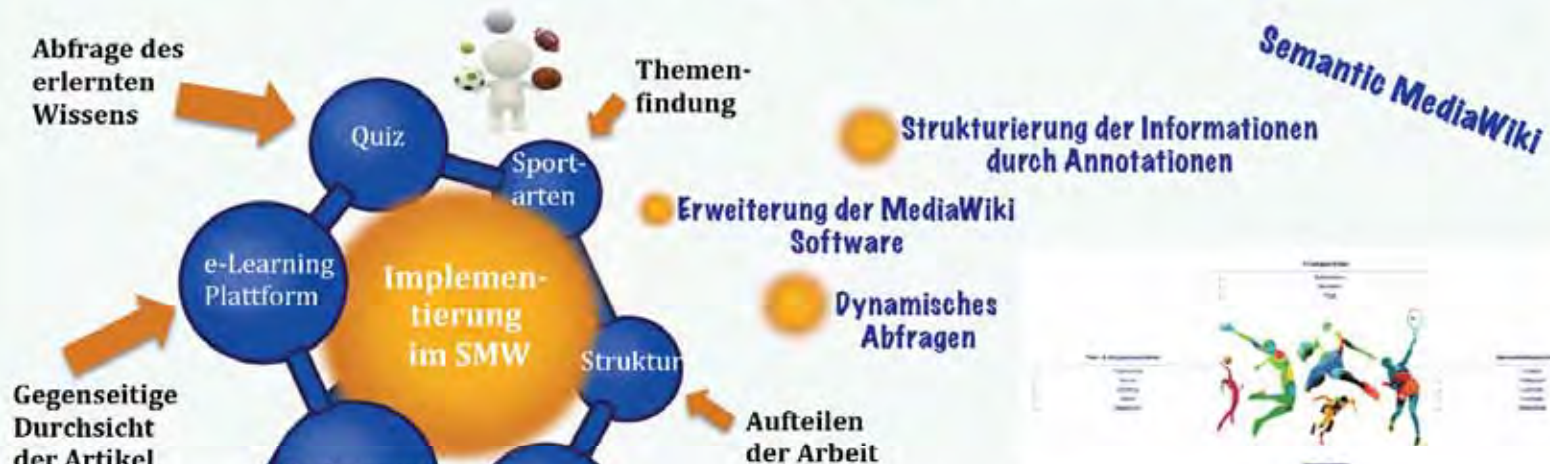 Abfrage des
erlernten
Wissens
Quiz
Themen-
findung
Sport-
arten
e-Learning
Plattform
Implemen-
tierung
im SMW
Struktur
Gegenseitige
Durchsicht
der Artikel
Aufteilen
der Arbeit
Strukturierung der Informationen
durch Annotationen
Erweiterung der MediaWiki
Software
Dynamisches
Abfragen
Semantic MediaWiki